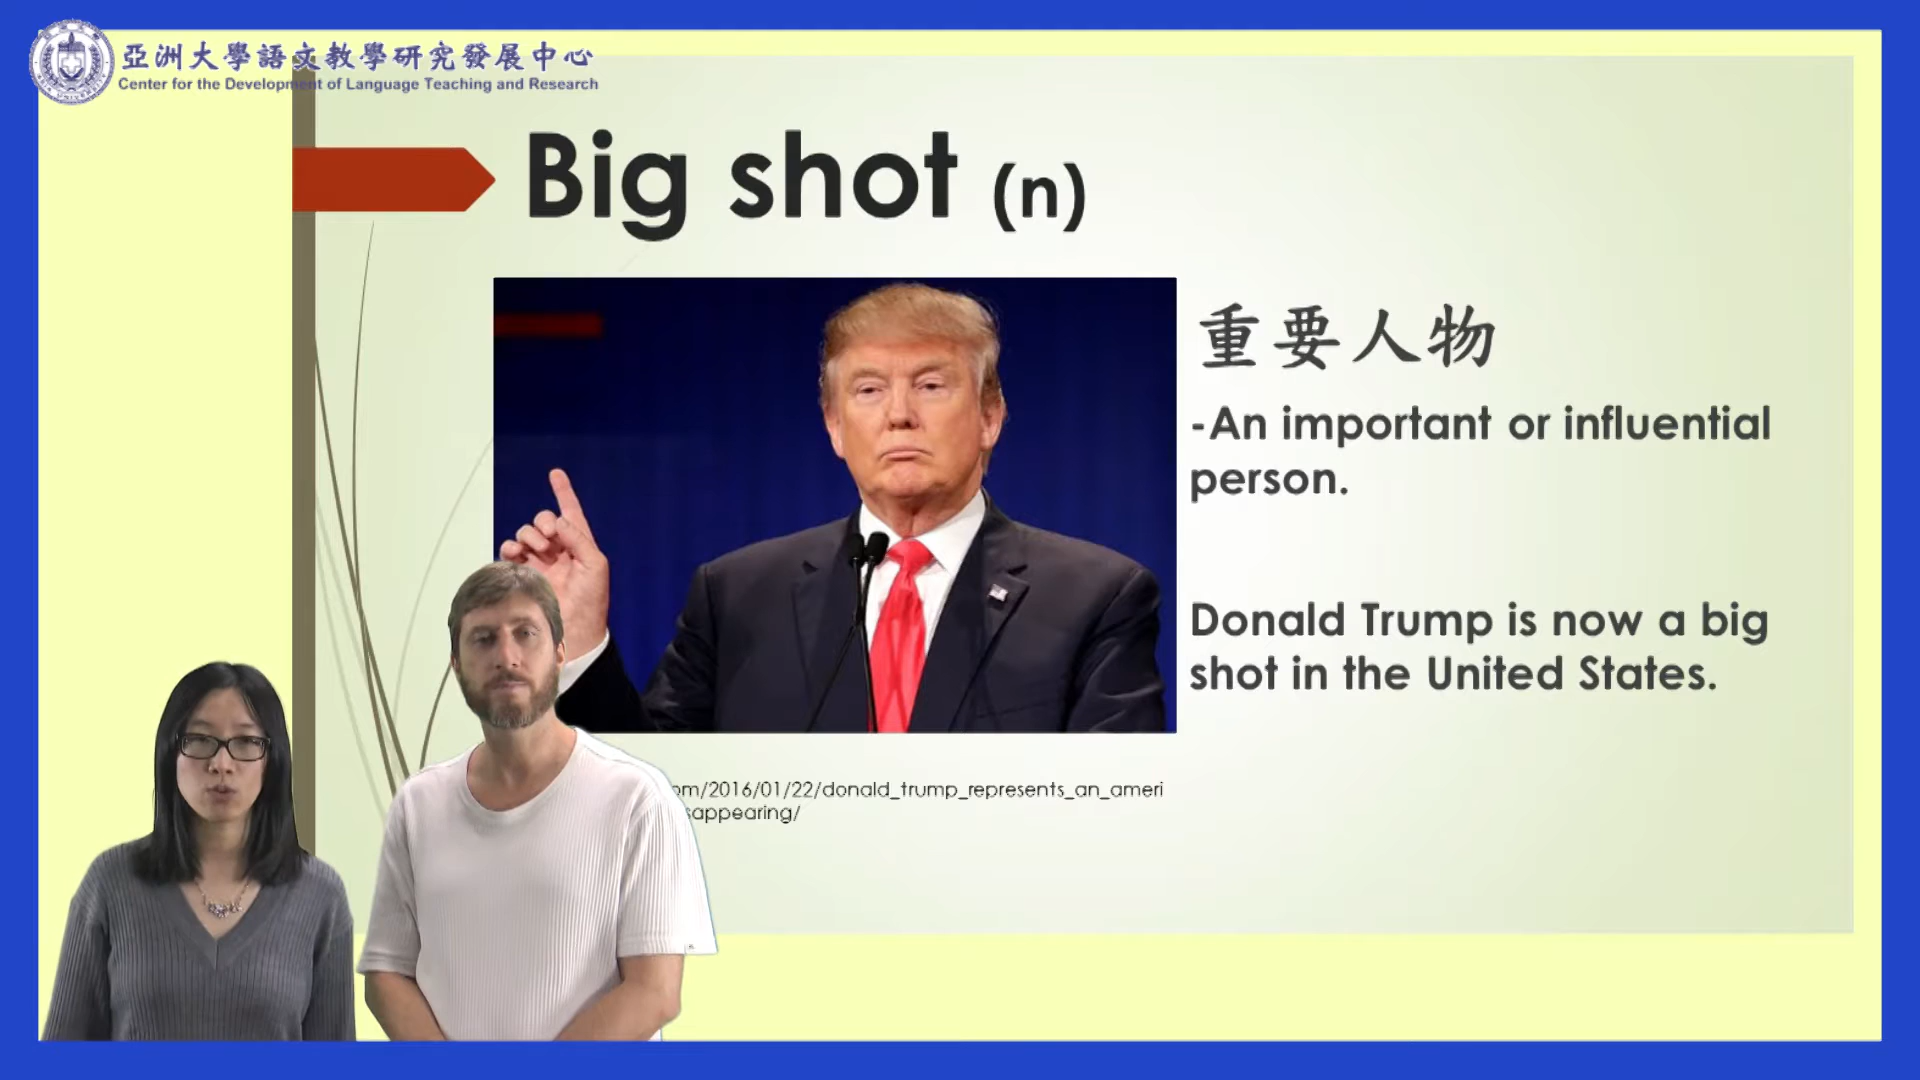 亞洲大學語文教學研究發展中心
Center for the Development of Language Teaching and Research
Big shot (n)
重要人物
-An important or influential
person.
Donald Trump is now a big
shot in the United States.
om/2016/01/22/donald_trump_represents_an_ameri
sappearing/